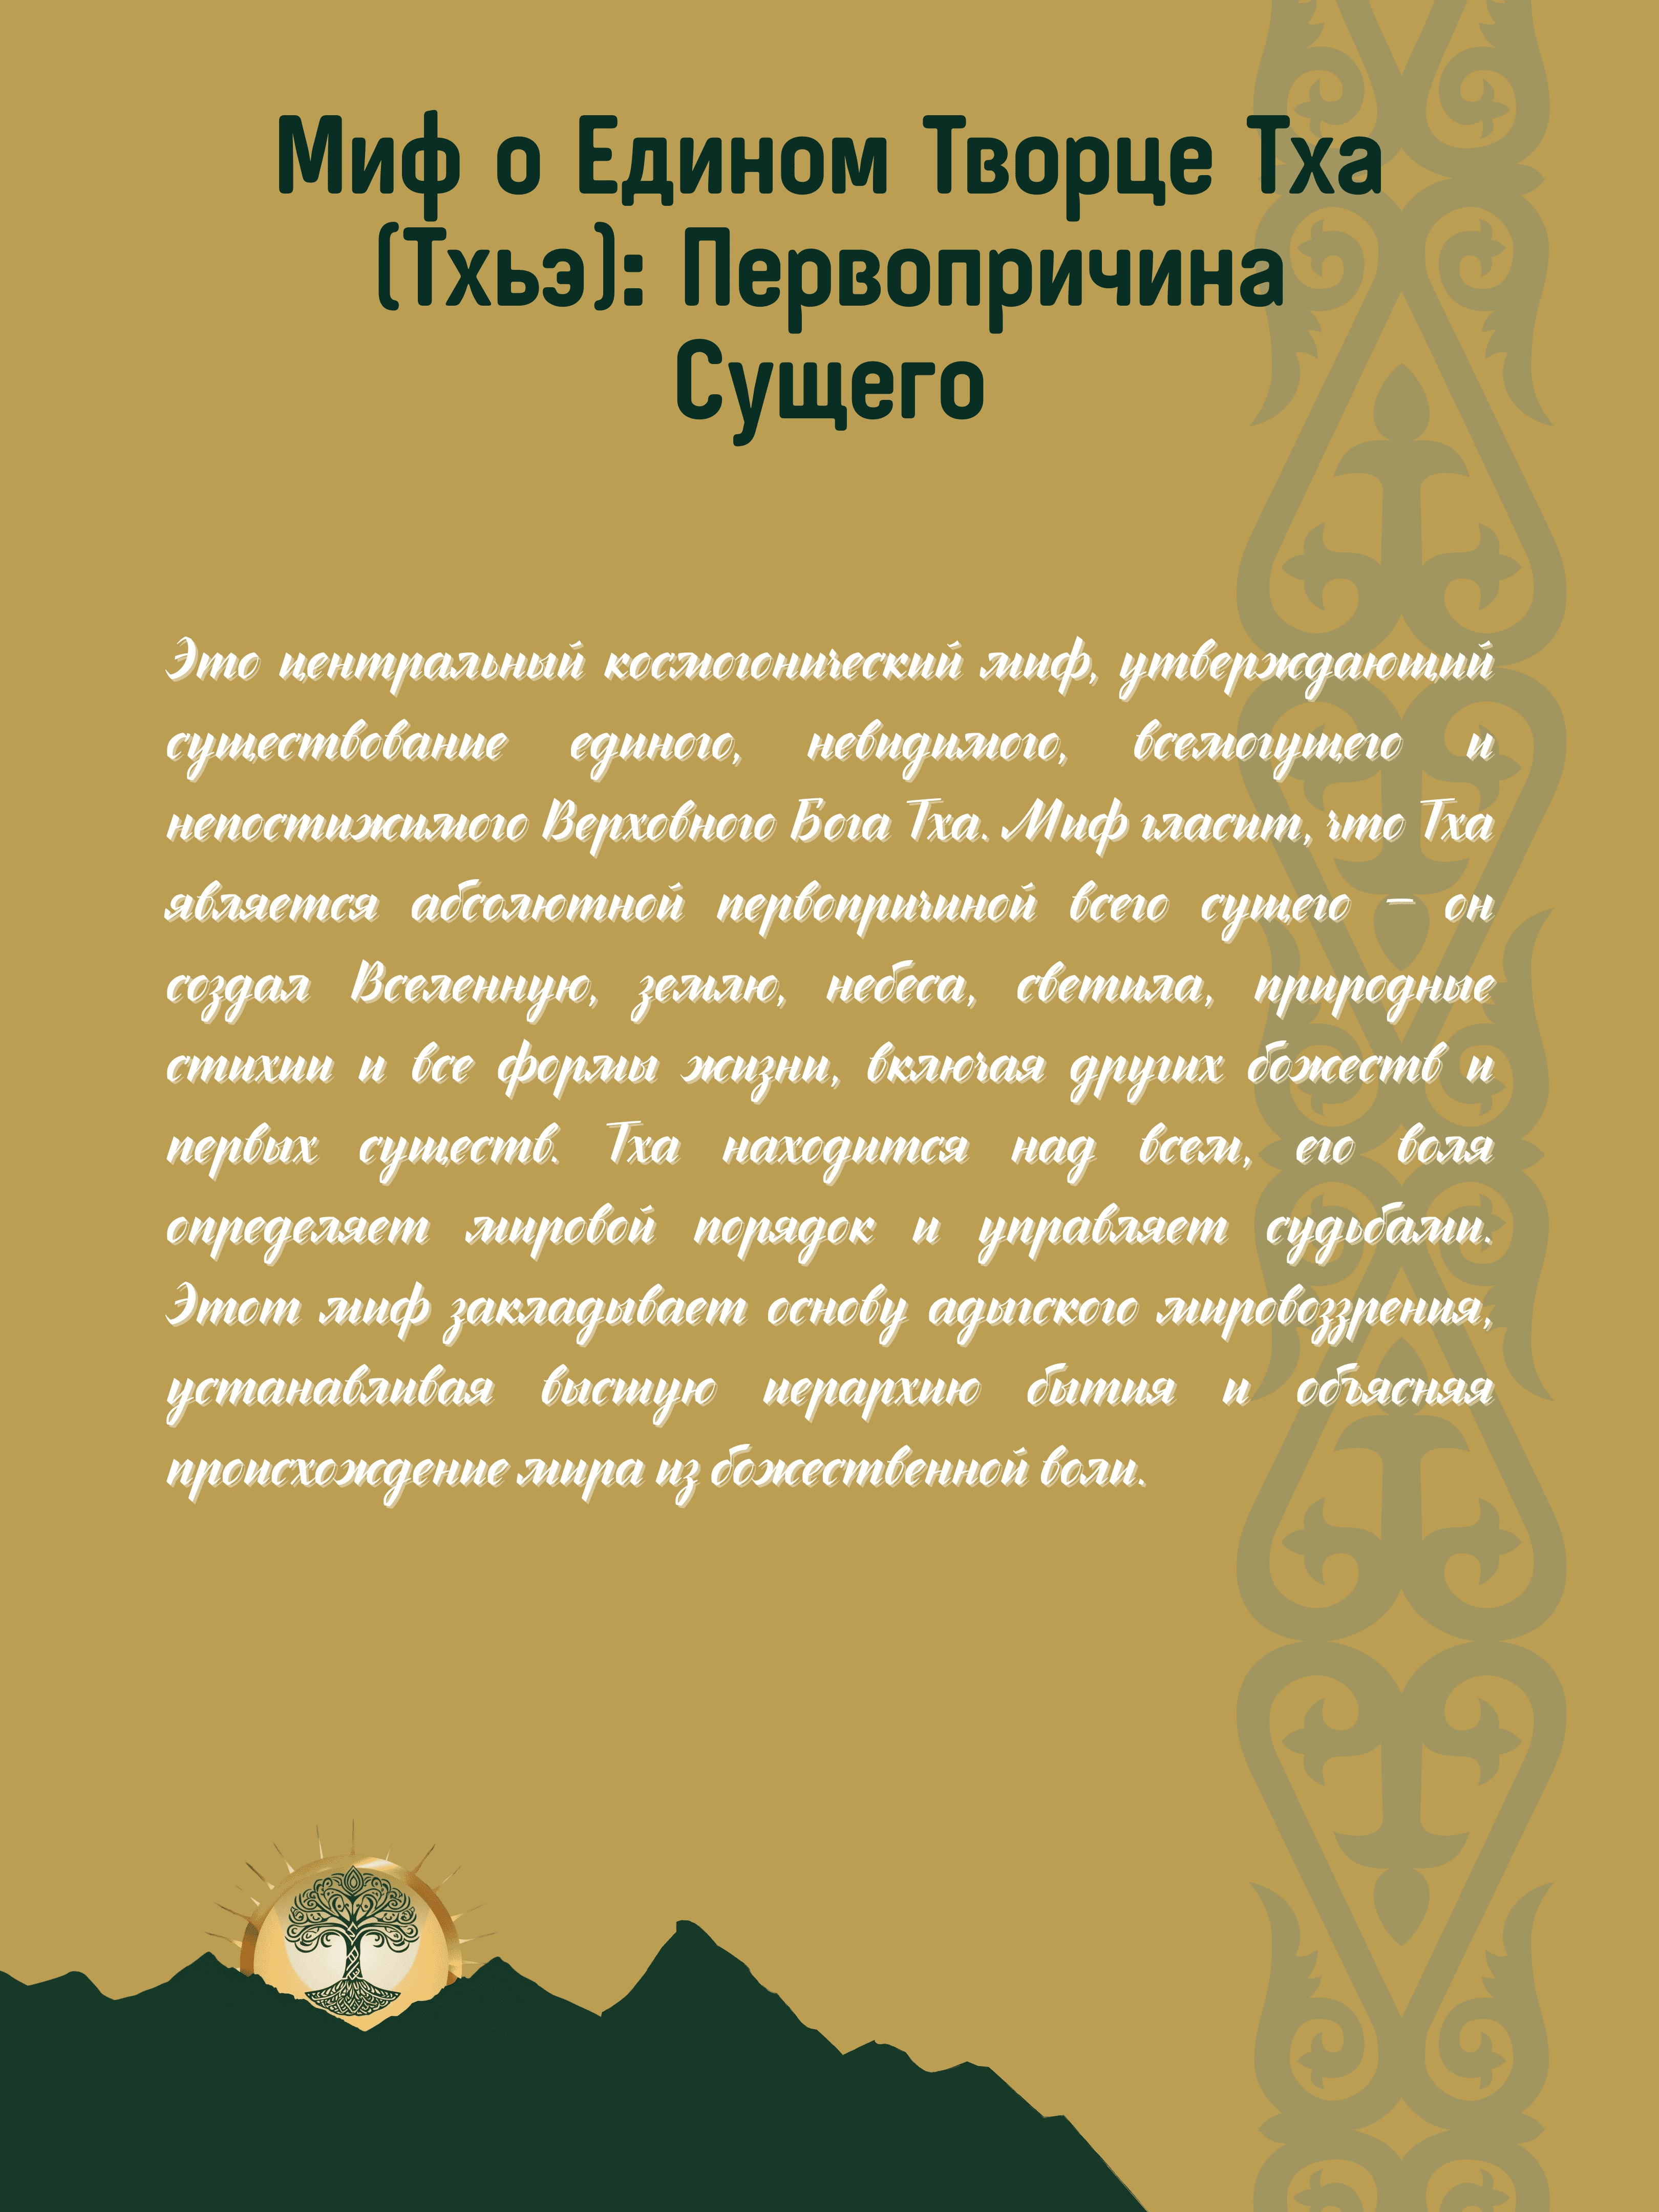 Миф о Едином Творце Тха
(Тхьэ): Первопричина
Сущего
Это центральный космогонический миф, утверждающий
существование единого, невидимого, всемогущего и
непостижимого Верховного Бога Тха. Миф гласит, что Тха
является абсолютной первопричиной всего сущего – он
создал Вселенную, землю, небеса, светила, природные
стихии и все формы жизни, включая других божеств и
первых существ. Тха находится над всем, его воля
определяет мировой порядок и управляет судьбами.
Этот миф закладывает основу адыгского мировоззрения,
устанавливая высшую иерархию бытия и объясняя
происхождение мира из божественной воли.